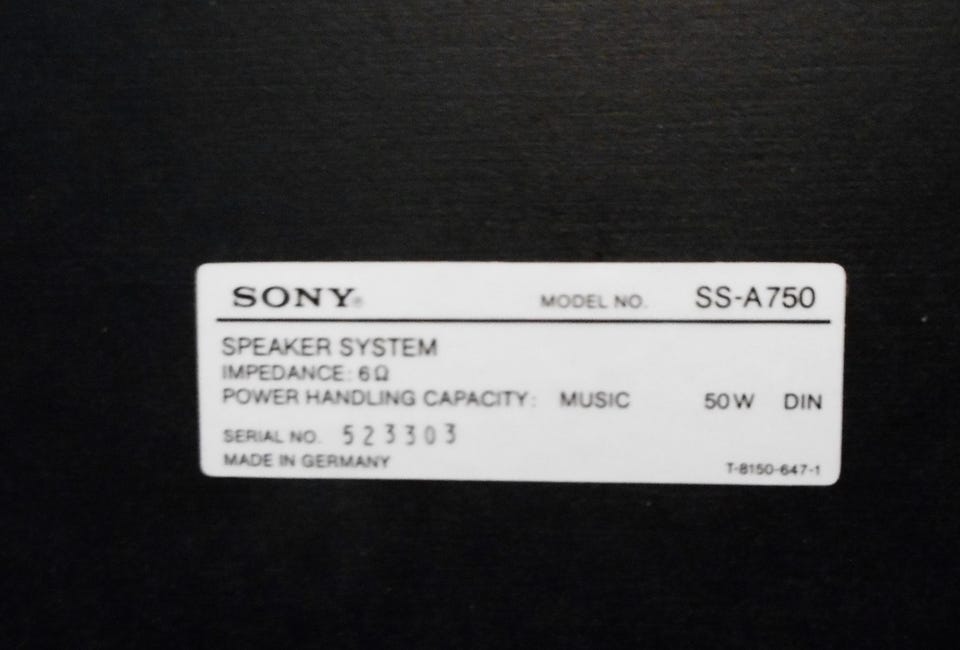 SONY®
MODEL NO. SS-A750
SPEAKER SYSTEM
IMPEDANCE: 6Ω
POWER HANDLING CAPACITY: MUSIC 50W DIN
SERIAL NO. 523303
MADE IN GERMANY
T-8150-647-1